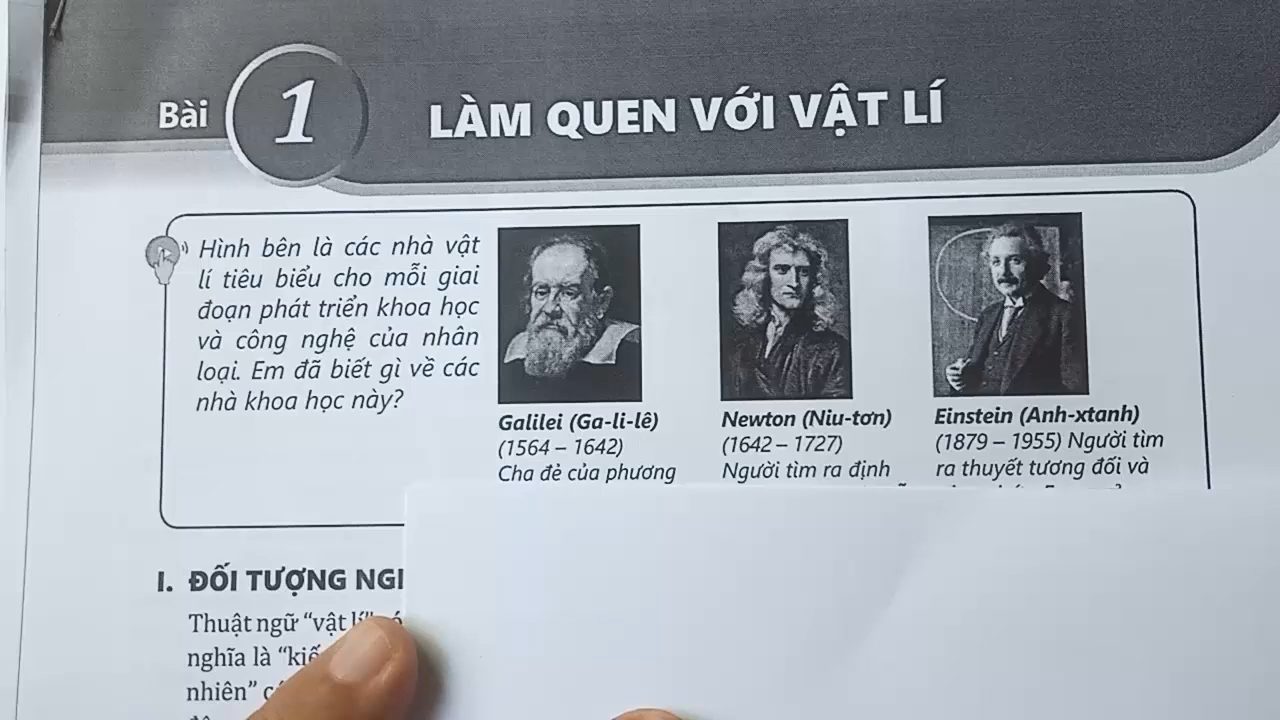 Bài 1 LÀM QUEN VỚI VẬT LÍ
Hình bên là các nhà vật
lí tiêu biểu cho mỗi giai
đoạn phát triển khoa học
và công nghệ của nhân
loại. Em đã biết gì về các
nhà khoa học này?
Galilei (Ga-li-lê)
(1564 – 1642)
Cha đẻ của phương
Newton (Niu-tơn)
(1642 – 1727)
Người tìm ra định
Einstein (Anh-xtanh)
(1879 – 1955) Người tìm
ra thuyết tương đối và
I. ĐỐI TƯỢNG
Thuật ngữ “vật lí”
nghĩa là
nhiên”